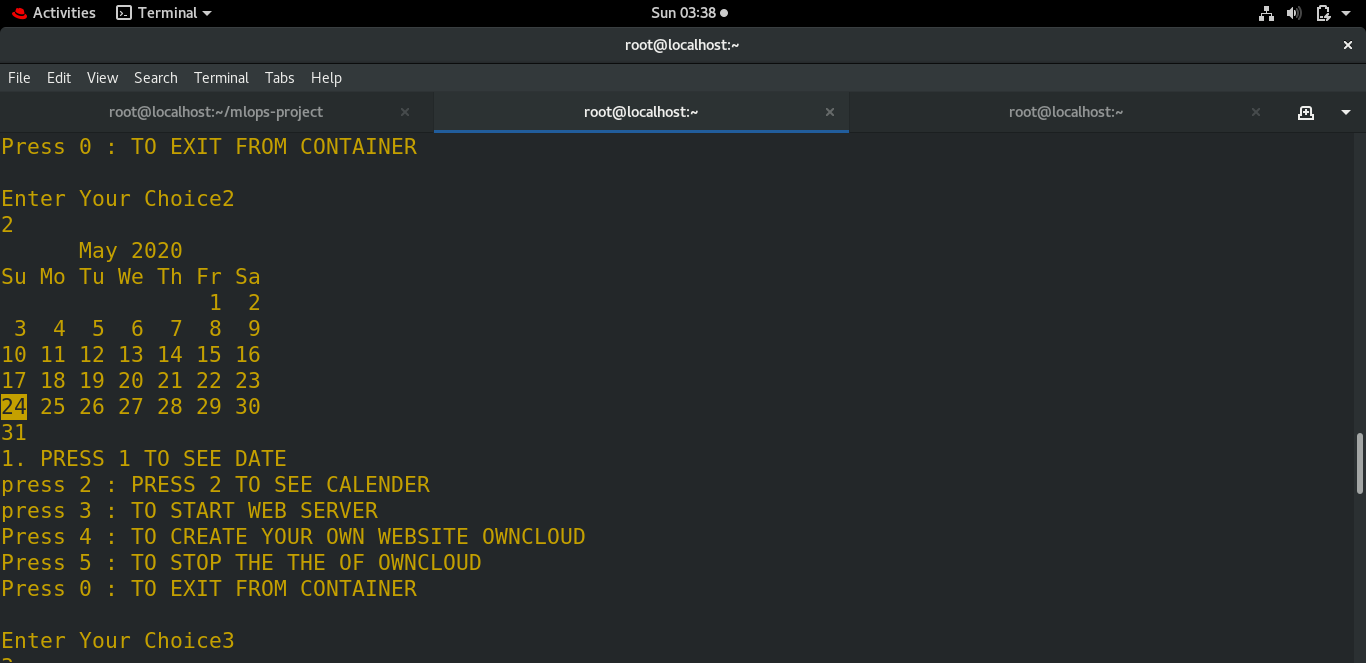 Activities Terminal Sun 03:38
root@localhost:~
File Edit View Search Terminal Tabs Help
root@localhost:~/mlops-project root@localhost:~ root@localhost:~
Press 0 : TO EXIT FROM CONTAINER
Enter Your Choice2
2
May 2020
Su Mo Tu We Th Fr Sa
1 2
3 4 5 6 7 8 9
10 11 12 13 14 15 16
17 18 19 20 21 22 23
24 25 26 27 28 29 30
31
1. PRESS 1 TO SEE DATE
press 2 : PRESS 2 TO SEE CALENDER
press 3 : TO START WEB SERVER
Press 4 : TO CREATE YOUR OWN WEBSITE OWNCLOUD
Press 5 : TO STOP THE THE OF OWNCLOUD
Press 0 : TO EXIT FROM CONTAINER
Enter Your Choice3